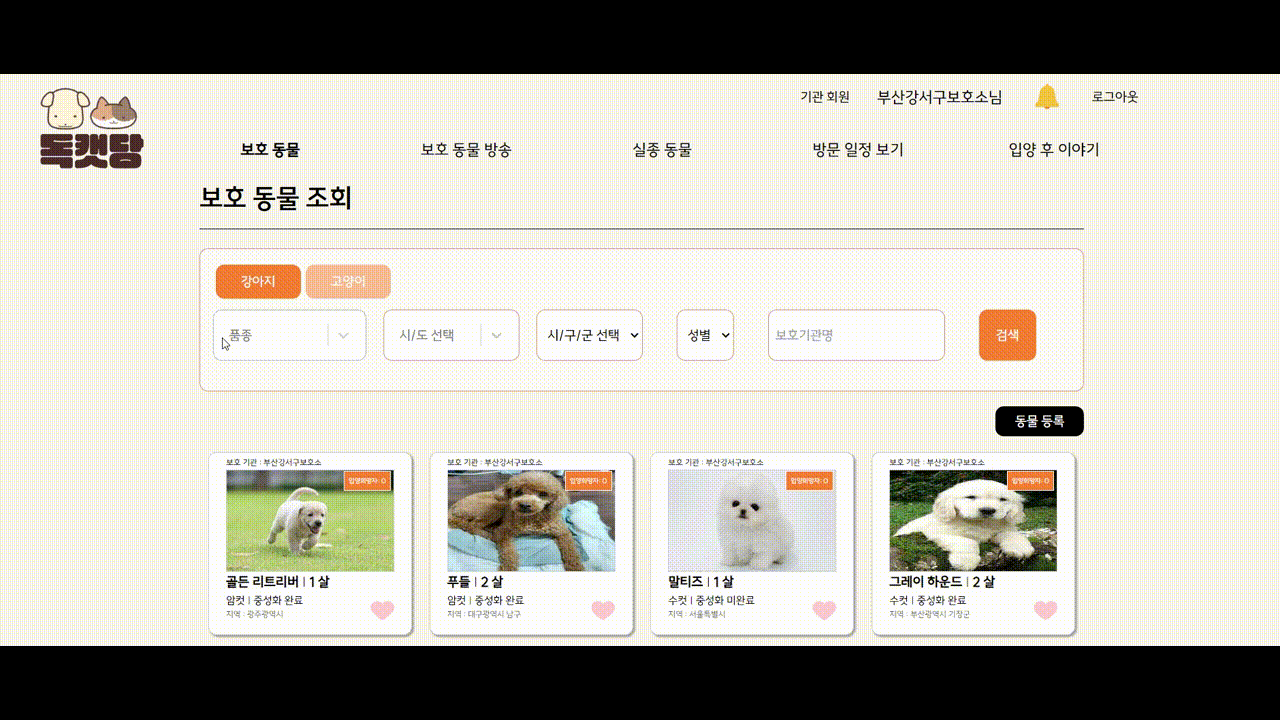 기관 회원 부산강서구보호소님 로그아웃
독캣당
보호 동물 보호 동물 방송 실종 동물 방문 일정 보기 입양 후 이야기
보호 동물 조회
강아지 고양이
품종 시/도 선택 시/구/군 선택 성별 보호기관명 검색
동물 등록
보호 기관 : 부산강서구보호소
입양희망자: 0
골든 리트리버 | 1 살
암컷 | 중성화 완료
지역 : 광주광역시
보호 기관 : 부산강서구보호소
입양희망자: 0
푸들 | 2 살
암컷 | 중성화 완료
지역 : 대구광역시 남구
보호 기관 : 부산강서구보호소
입양희망자: 0
말티즈 | 1 살
수컷 | 중성화 미완료
지역 : 서울특별시
보호 기관 : 부산강서구보호소
입양희망자: 0
그레이 하운드 | 2 살
수컷 | 중성화 완료
지역 : 부산광역시 기장군